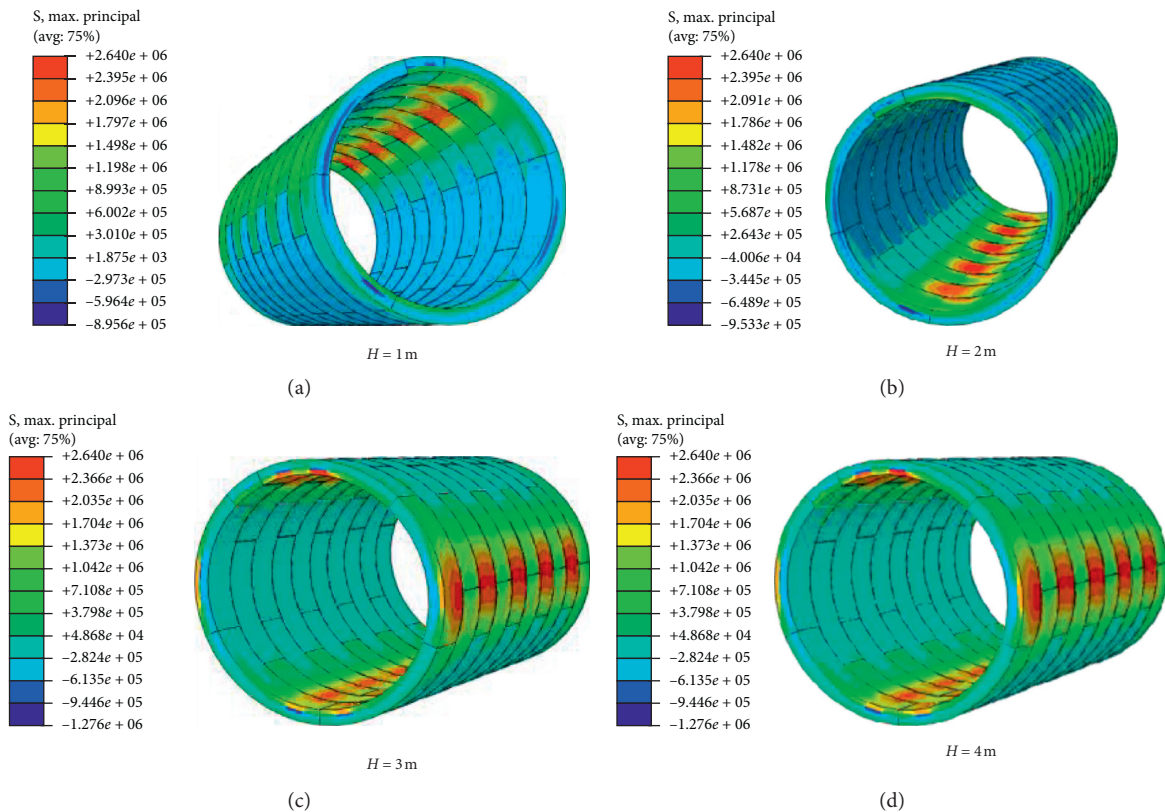 S, max. principal
(avg: 75%)
+2.640e + 06
+2.395e + 06
+2.096e + 06
+1.797e + 06
+1.498e + 06
+1.198e + 06
+8.993e + 05
+6.002e + 05
+3.010e + 05
+1.875e + 03
−2.973e + 05
−5.964e + 05
−8.956e + 05
H = 1 m
(a)
S, max. principal
(avg: 75%)
+2.640e + 06
+2.395e + 06
+2.091e + 06
+1.786e + 06
+1.482e + 06
+1.178e + 06
+8.731e + 05
+5.687e + 05
+2.643e + 05
−4.006e + 04
−3.445e + 05
−6.489e + 05
−9.533e + 05
H = 2 m
(b)
S, max. principal
(avg: 75%)
+2.640e + 06
+2.366e + 06
+2.035e + 06
+1.704e + 06
+1.373e + 06
+1.042e + 06
+7.108e + 05
+3.798e + 05
+4.868e + 04
−2.824e + 05
−6.135e + 05
−9.446e + 05
−1.276e + 06
H = 3 m
(c)
S, max. principal
(avg: 75%)
+2.640e + 06
+2.366e + 06
+2.035e + 06
+1.704e + 06
+1.373e + 06
+1.042e + 06
+7.108e + 05
+3.798e + 05
+4.868e + 04
−2.824e + 05
−6.135e + 05
−9.446e + 05
−1.276e + 06
H = 4 m
(d)